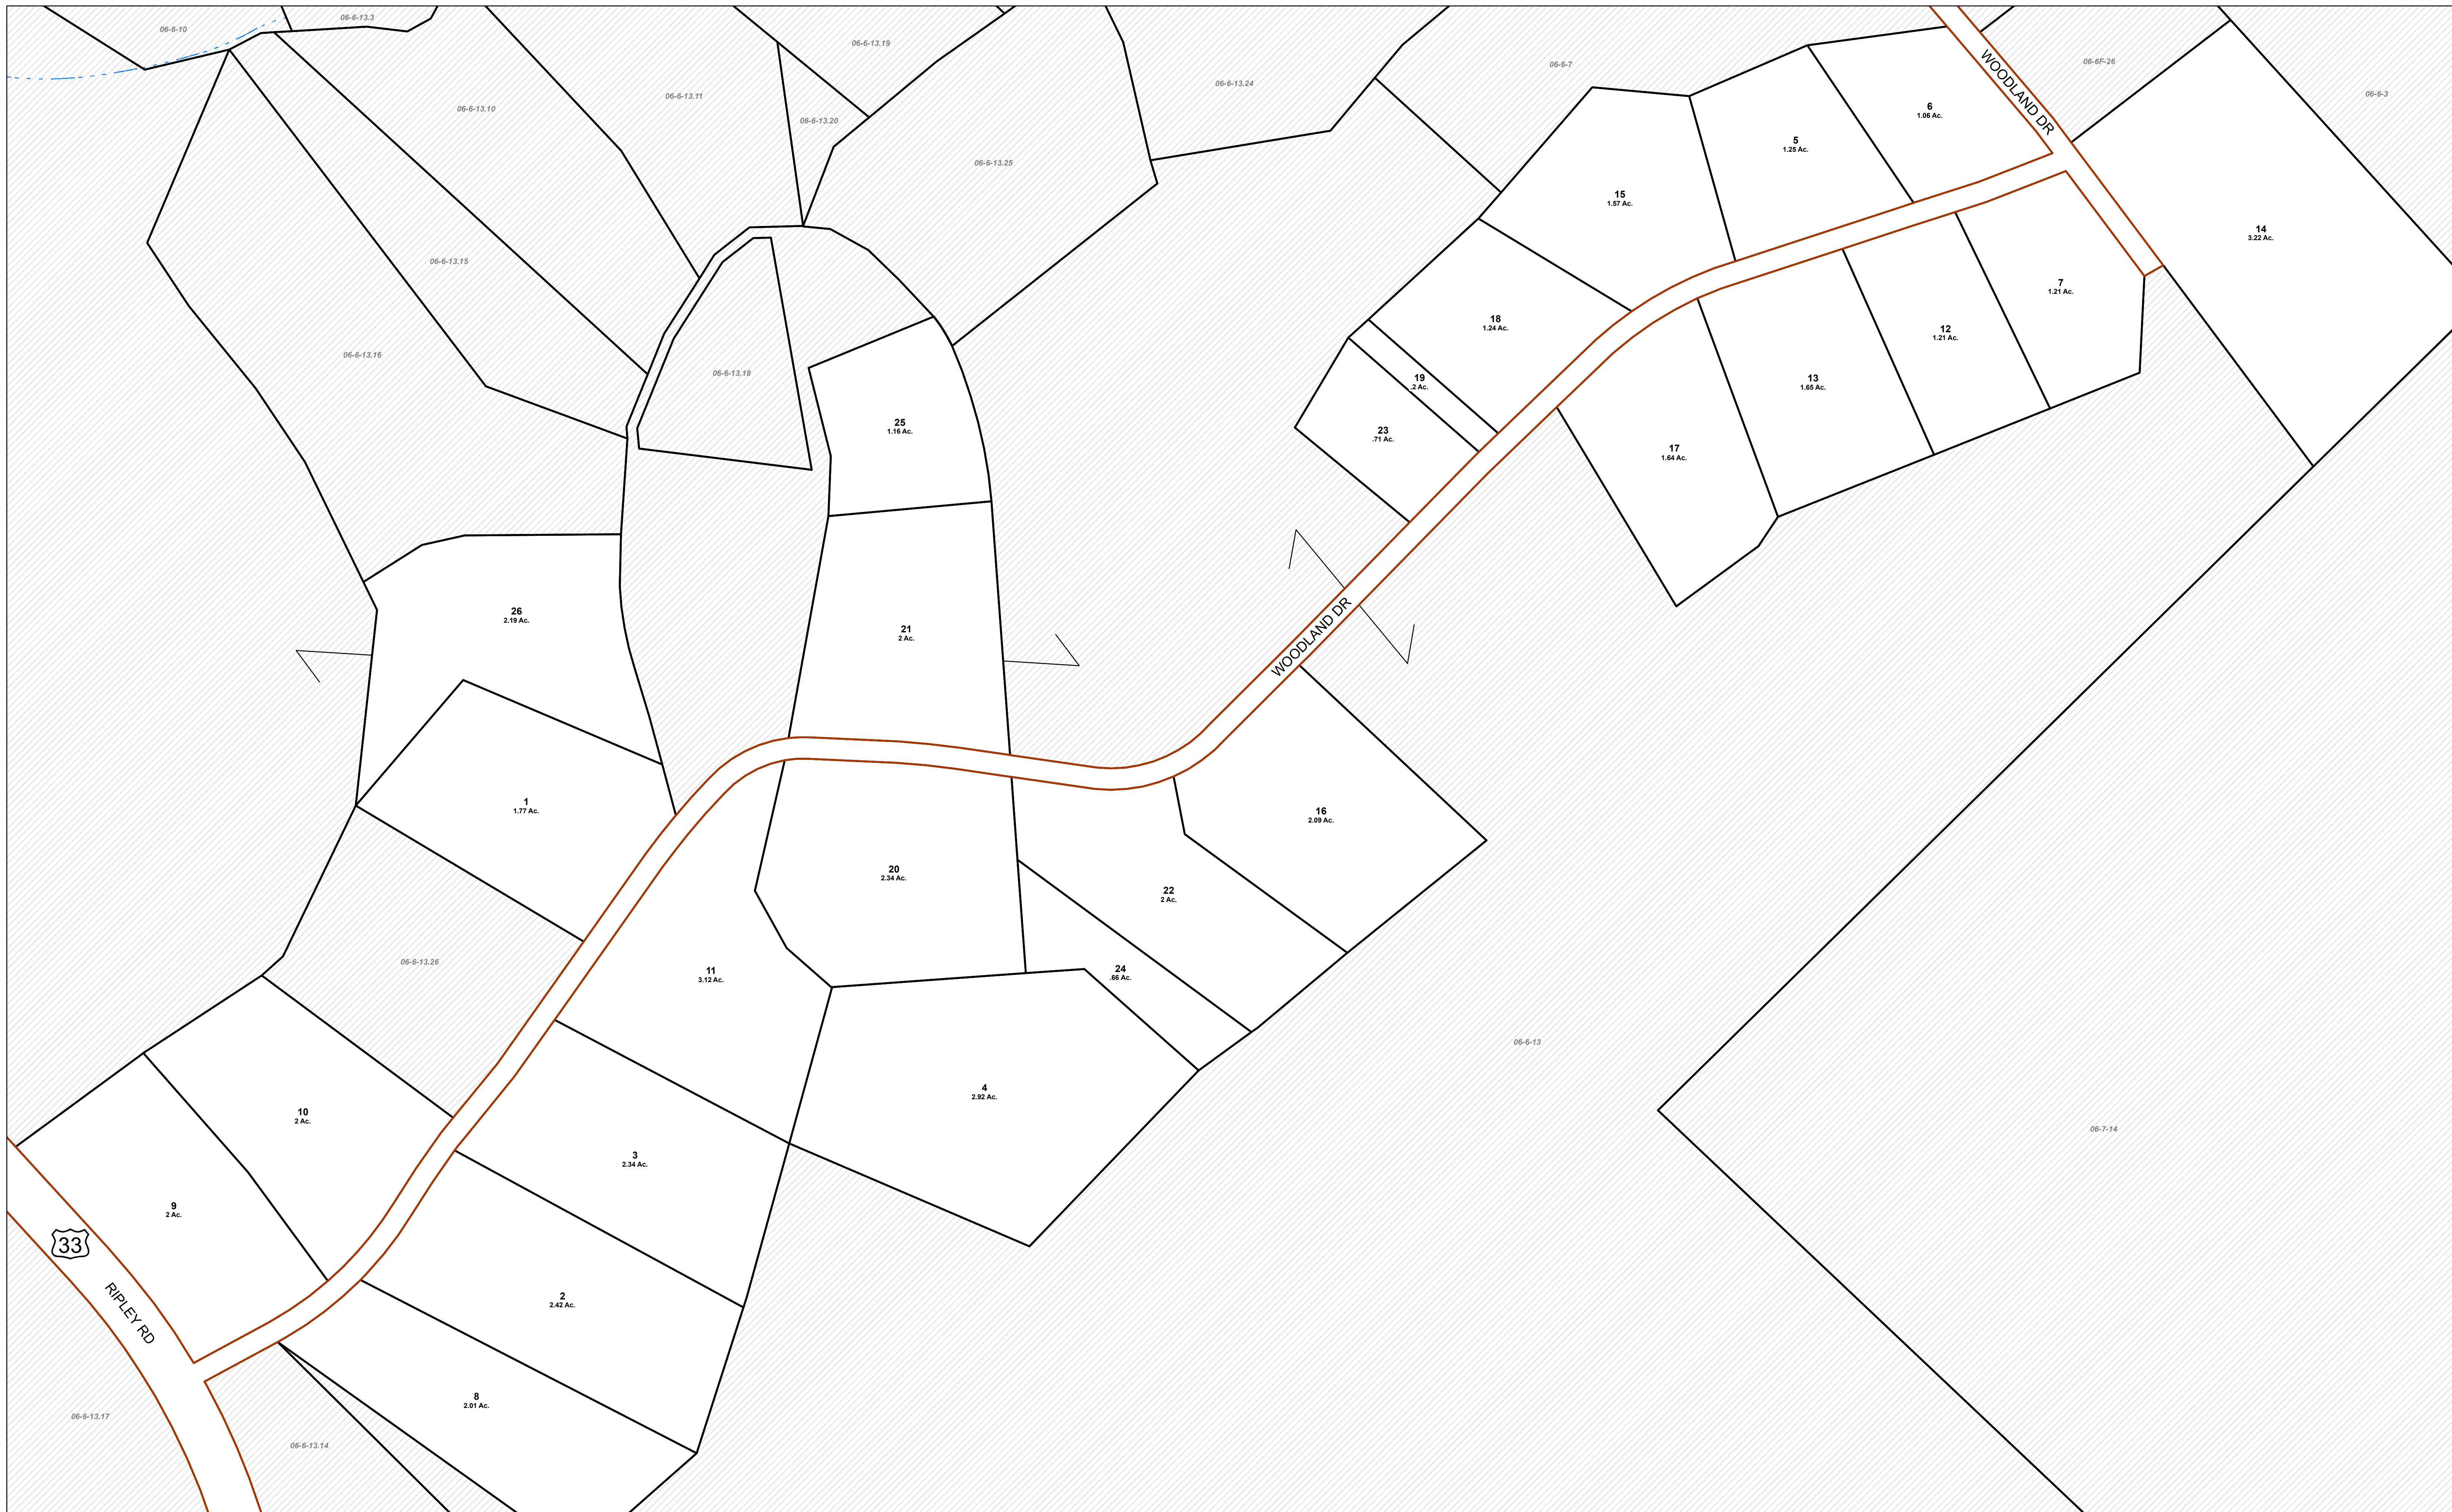 06-6-10
06-6-13.3
06-6-13.19
06-6-7
06-6F-26
06-6-3
06-6-13.24
06-6-13.11
06-6-13.10
06-6-13.20
06-6-13.25
WOODLAND DR
6
1.06 Ac.
5
1.25 Ac.
15
1.57 Ac.
14
3.22 Ac.
06-6-13.15
7
1.21 Ac.
18
1.24 Ac.
12
1.21 Ac.
06-6-13.16
06-6-13.18
19
.2 Ac.
13
1.65 Ac.
25
1.16 Ac.
23
.71 Ac.
17
1.64 Ac.
26
2.19 Ac.
21
2 Ac.
WOODLAND DR
1
1.77 Ac.
16
2.09 Ac.
20
2.34 Ac.
22
2 Ac.
06-6-13.26
11
3.12 Ac.
24
.66 Ac.
06-6-13
4
2.92 Ac.
10
2 Ac.
06-7-14
3
2.34 Ac.
9
2 Ac.
33
RIPLEY RD
2
2.42 Ac.
8
2.01 Ac.
06-6-13.17
06-6-13.14